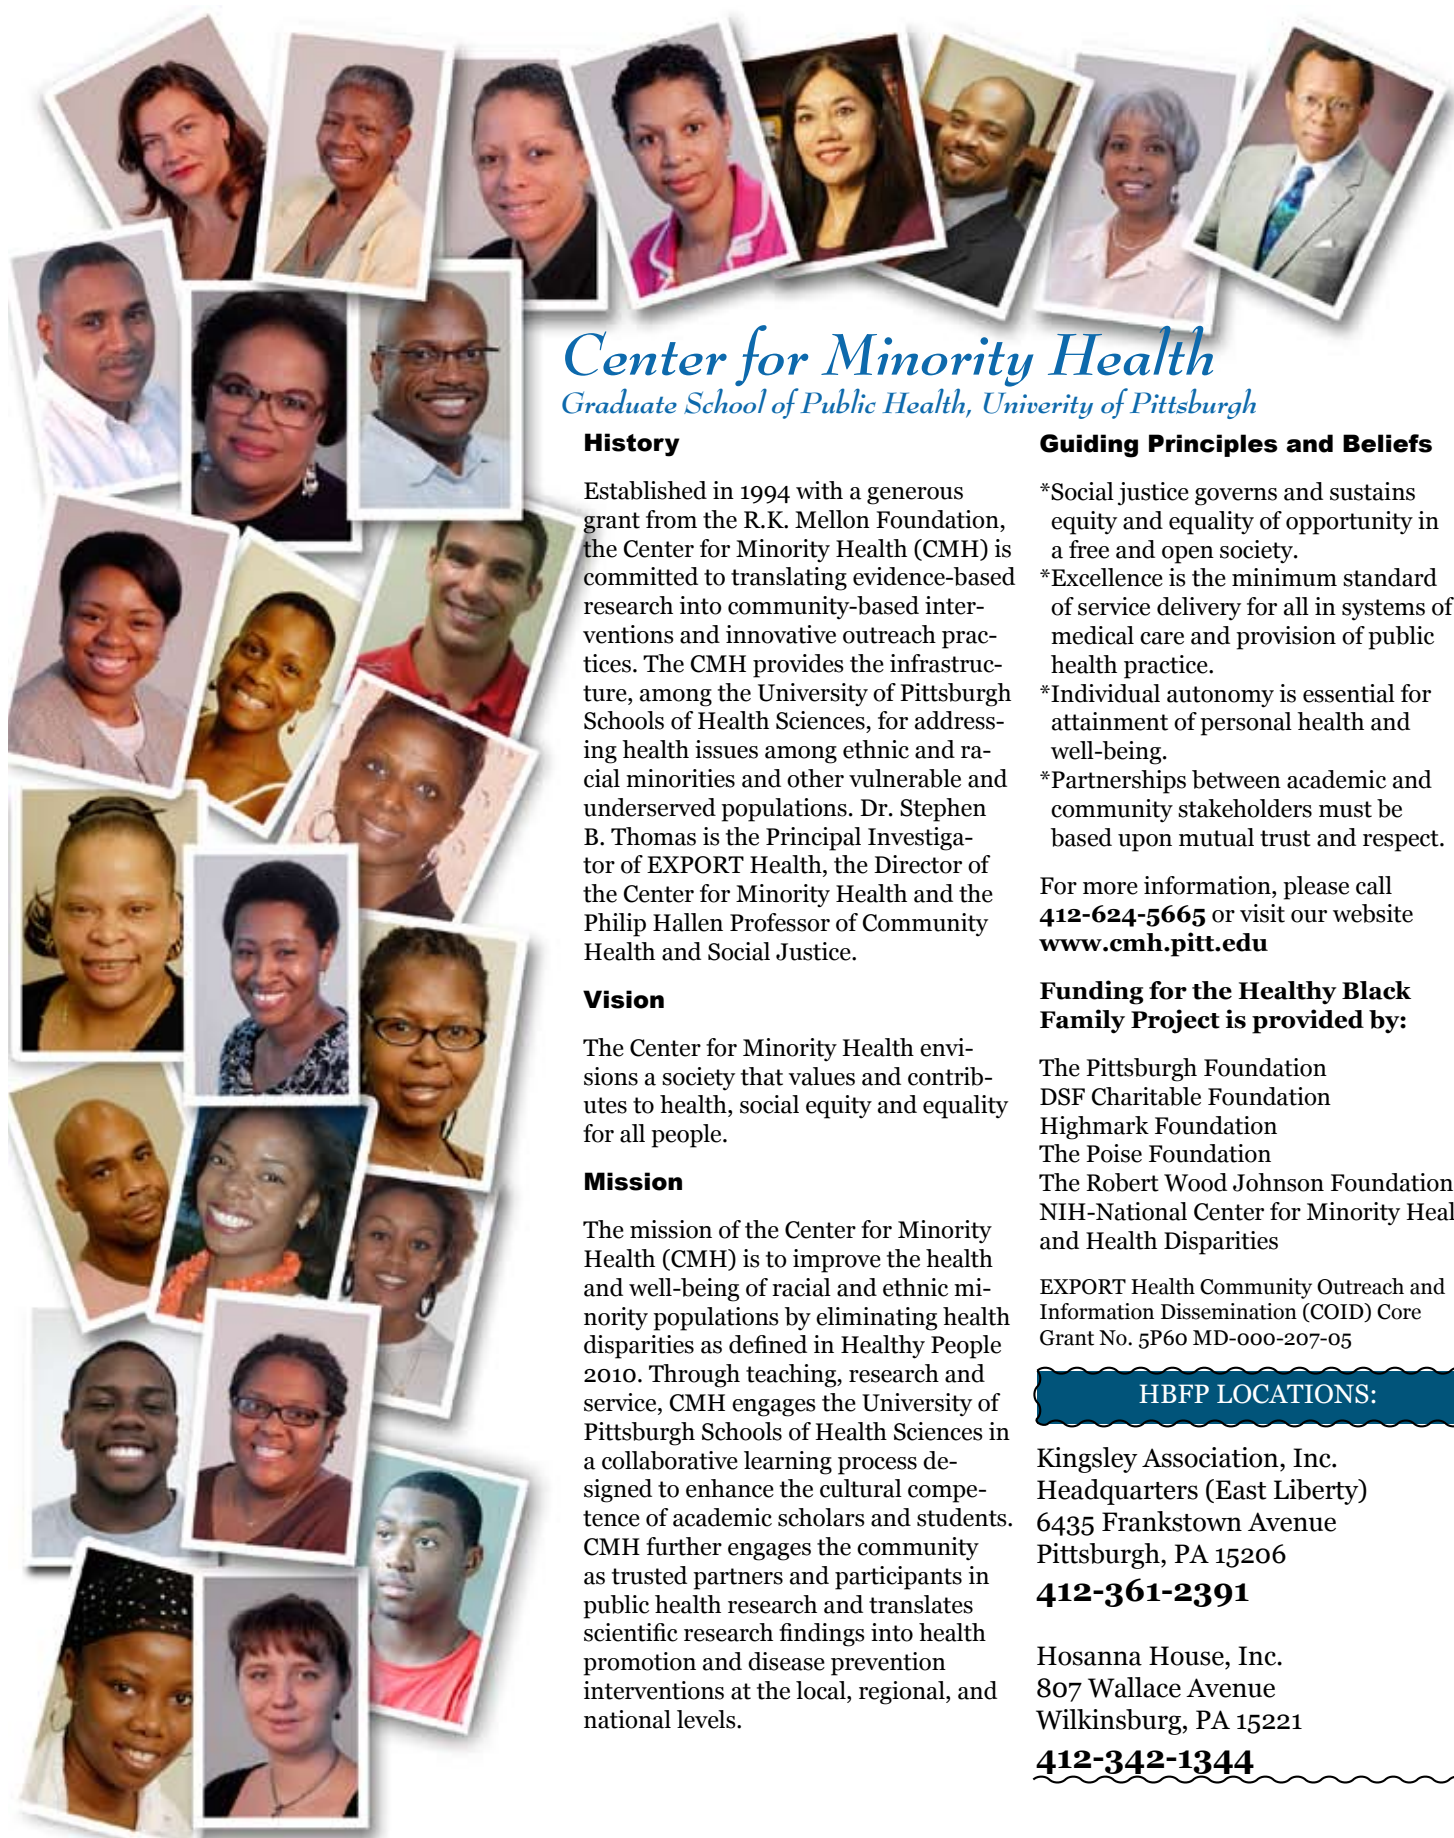 Center for Minority Health
Graduate School of Public Health, Univerity of Pittsburgh
History
Established in 1994 with a generous
grant from the R.K. Mellon Foundation,
the Center for Minority Health (CMH) is
committed to translating evidence-based
research into community-based inter-
ventions and innovative outreach prac-
tices. The CMH provides the infrastruc-
ture, among the University of Pittsburgh
Schools of Health Sciences, for address-
ing health issues among ethnic and ra-
cial minorities and other vulnerable and
underserved populations. Dr. Stephen
B. Thomas is the Principal Investiga-
tor of EXPORT Health, the Director of
the Center for Minority Health and the
Philip Hallen Professor of Community
Health and Social Justice.
Vision
The Center for Minority Health envi-
sions a society that values and contrib-
utes to health, social equity and equality
for all people.
Mission
The mission of the Center for Minority
Health (CMH) is to improve the health
and well-being of racial and ethnic mi-
nority populations by eliminating health
disparities as defined in Healthy People
2010. Through teaching, research and
service, CMH engages the University of
Pittsburgh Schools of Health Sciences in
a collaborative learning process de-
signed to enhance the cultural compe-
tence of academic scholars and students.
CMH further engages the community
as trusted partners and participants in
public health research and translates
scientific research findings into health
promotion and disease prevention
interventions at the local, regional, and
national levels.
Guiding Principles and Beliefs
*Social justice governs and sustains
equity and equality of opportunity in
a free and open society.
*Excellence is the minimum standard
of service delivery for all in systems of
medical care and provision of public
health practice.
*Individual autonomy is essential for
attainment of personal health and
well-being.
*Partnerships between academic and
community stakeholders must be
based upon mutual trust and respect.
For more information, please call
412-624-5665 or visit our website
www.cmh.pitt.edu
Funding for the Healthy Black
Family Project is provided by:
The Pittsburgh Foundation
DSF Charitable Foundation
Highmark Foundation
The Poise Foundation
The Robert Wood Johnson Foundation
NIH-National Center for Minority Heal
and Health Disparities
EXPORT Health Community Outreach and
Information Dissemination (COID) Core
Grant No. 5P60 MD-000-207-05
HBFP LOCATIONS:
Kingsley Association, Inc.
Headquarters (East Liberty)
6435 Frankstown Avenue
Pittsburgh, PA 15206
412-361-2391
Hosanna House, Inc.
807 Wallace Avenue
Wilkinsburg, PA 15221
412-342-1344